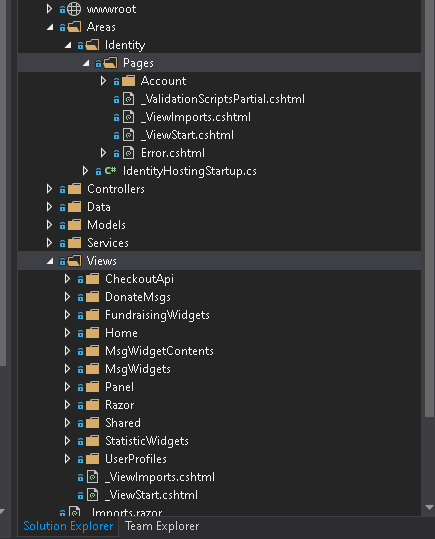 wwwroot
Areas
Identity
Pages
Account
_ValidationScriptsPartial.cshtml
_ViewImports.cshtml
_ViewStart.cshtml
Error.cshtml
C# IdentityHostingStartup.cs
Controllers
Data
Models
Services
Views
CheckoutApi
DonateMsgs
FundraisingWidgets
Home
MsgWidgetContents
MsgWidgets
Panel
Razor
Shared
StatisticWidgets
UserProfiles
_ViewImports.cshtml
_ViewStart.cshtml
_Imports.razor
Solution Explorer Team Explorer